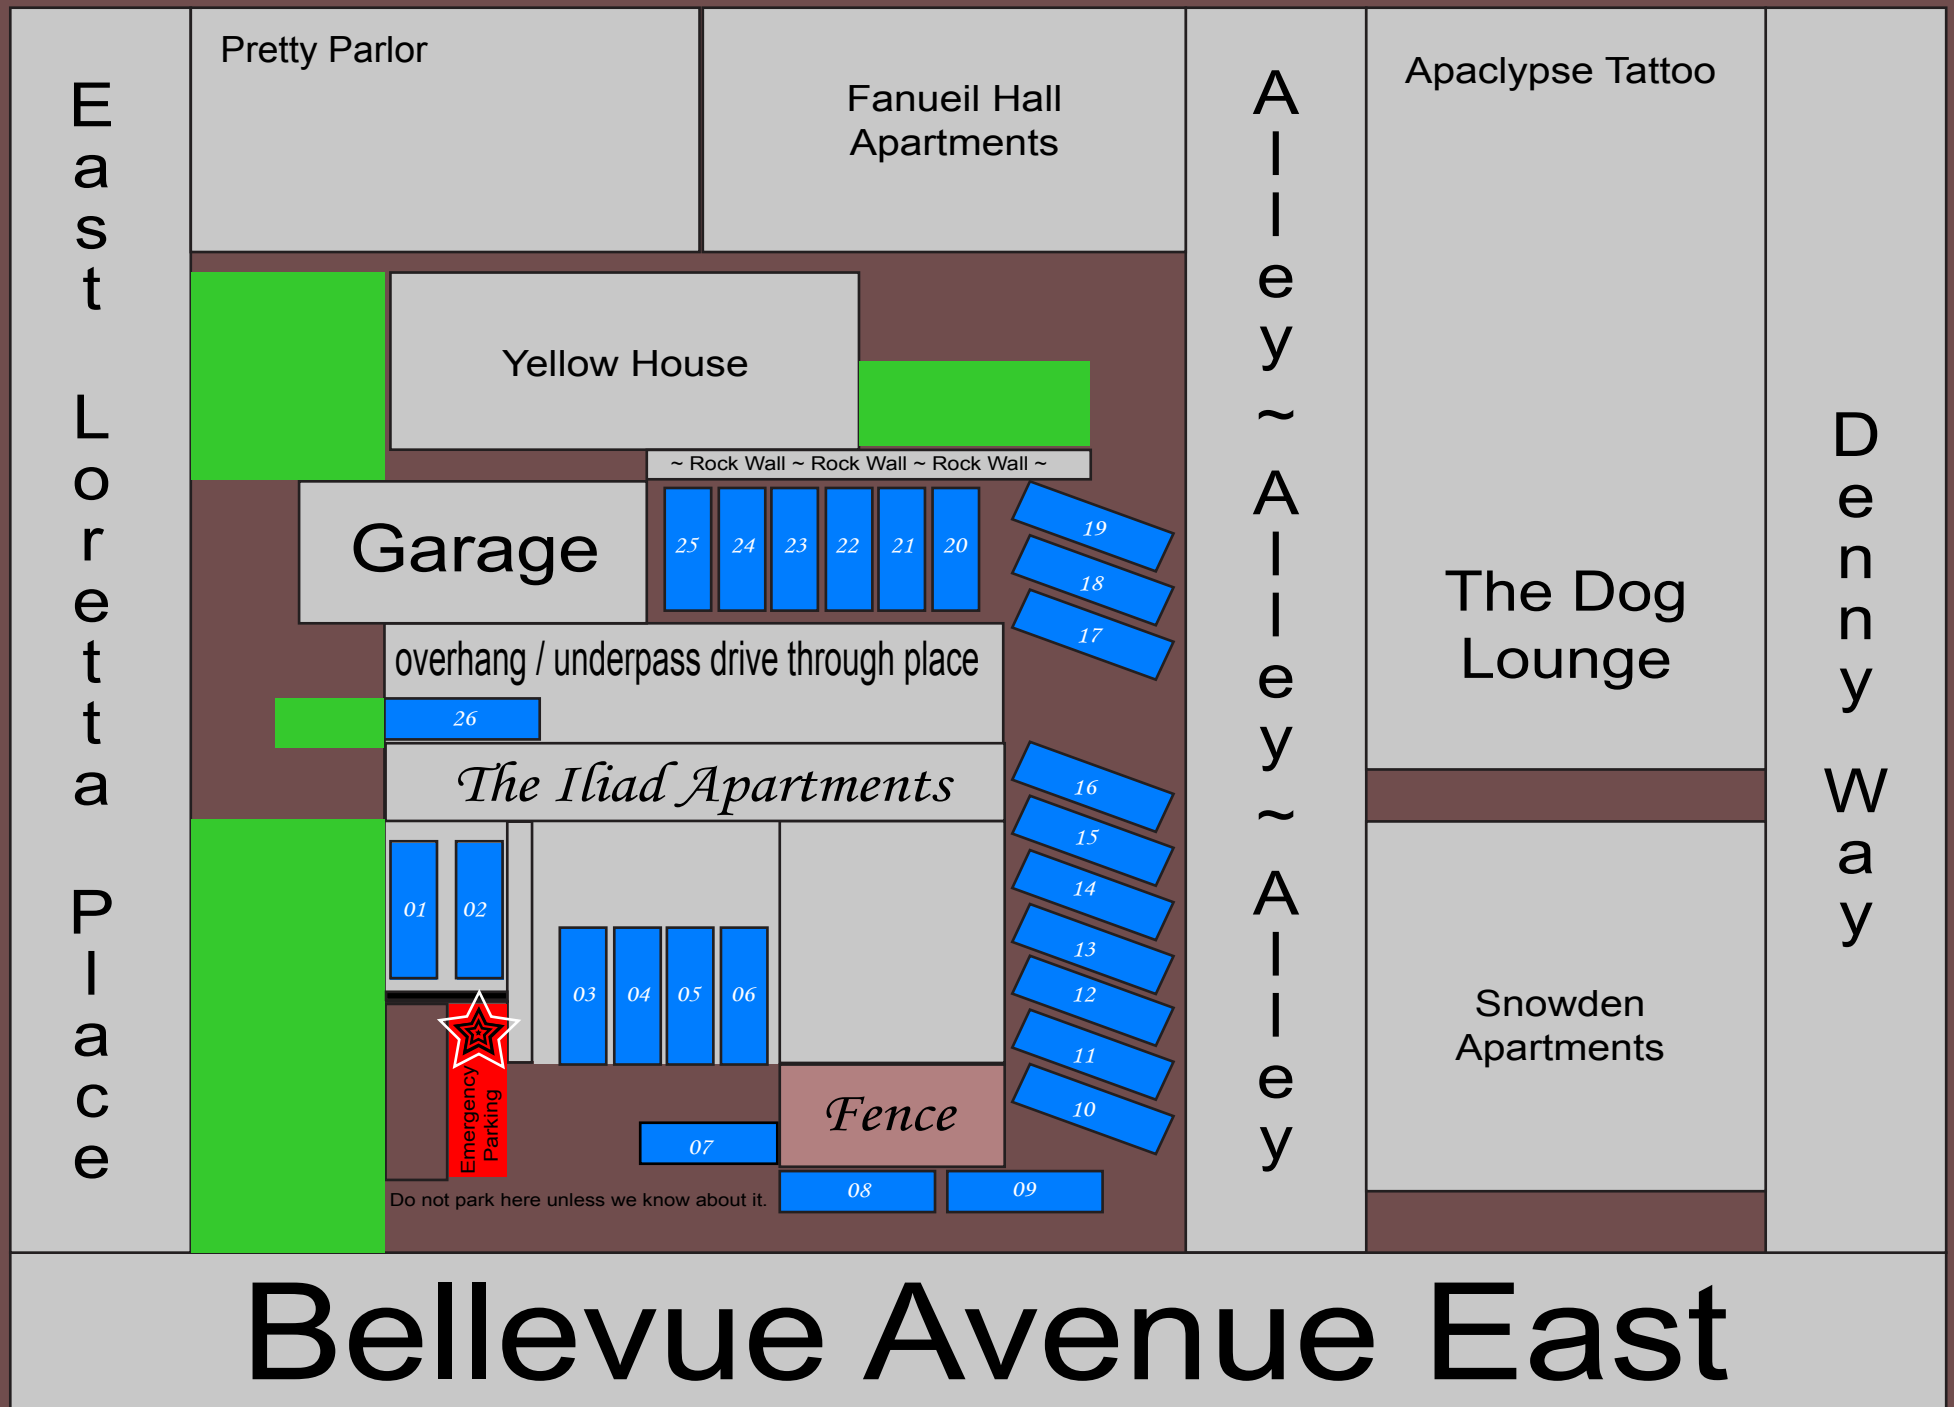 Pretty Parlor
Fanueil Hall
Apartments
Apaclypse Tattoo
East Loretta Place
Alley ~ Alley ~ Alley
Denny Way
Yellow House
~ Rock Wall ~ Rock Wall ~ Rock Wall ~
Garage
25 24 23 22 21 20
19
18
17
The Dog
Lounge
overhang / underpass drive through place
26
The Iliad Apartments
16
15
14
13
12
11
10
01 02
03 04 05 06
Snowden
Apartments
Emergency
Parking
Fence
07
08 09
Do not park here unless we know about it.
Bellevue Avenue East